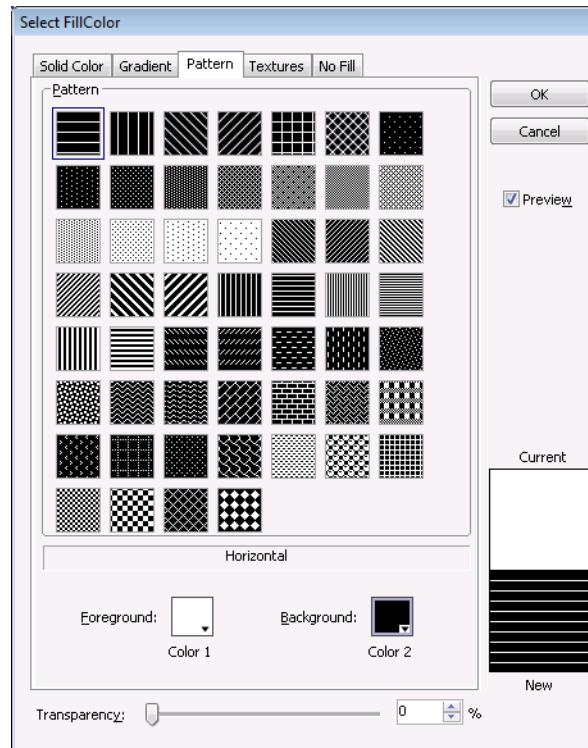 Select FillColor
Solid Color Gradient Pattern Textures No Fill
Pattern
OK
Cancel
Preview
Current
Horizontal
Foreground: Background:
Color 1 Color 2
New
Transparency: 0 %